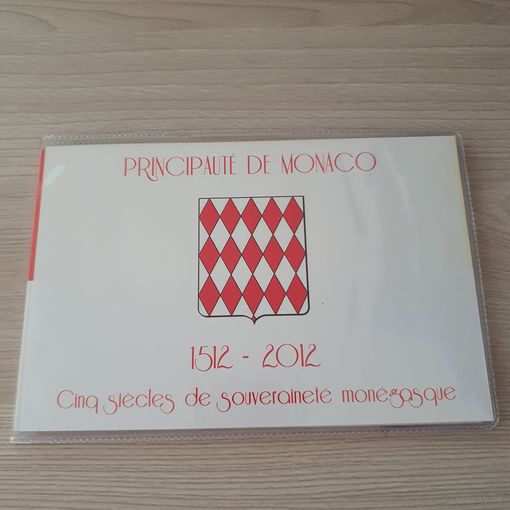 PRINCIPAUTÉ DE MONACO
1512 - 2012
Cinq siècles de souveraineté monégasque